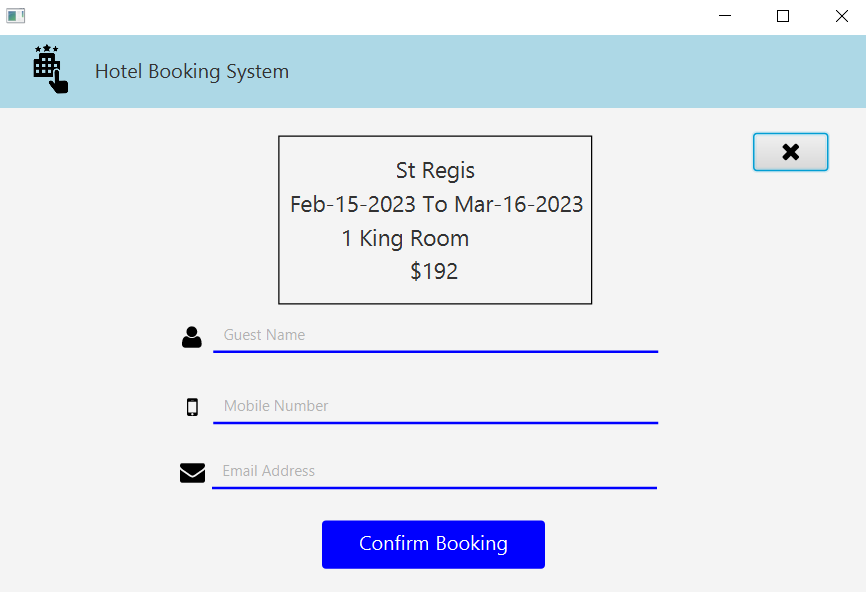 Hotel Booking System
St Regis
Feb-15-2023 To Mar-16-2023
1 King Room
$192
Guest Name
Mobile Number
Email Address
Confirm Booking